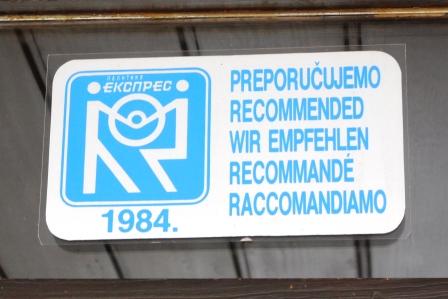 политика
ЕКСПРЕС
1984.
PREPORUČUJEMO
RECOMMENDED
WIR EMPFEHLEN
RECOMMANDÉ
RACCOMANDIAMO